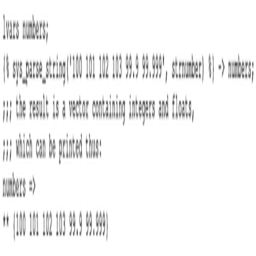 lvars numbers;
{% sys_parse_string('100 101 102 103 99.9 99.999', strnumber) %} -> numbers;
;;; the result is a vector containing integers and floats,
;;; which can be printed thus:
numbers =>
** {100 101 102 103 99.9 99.999}